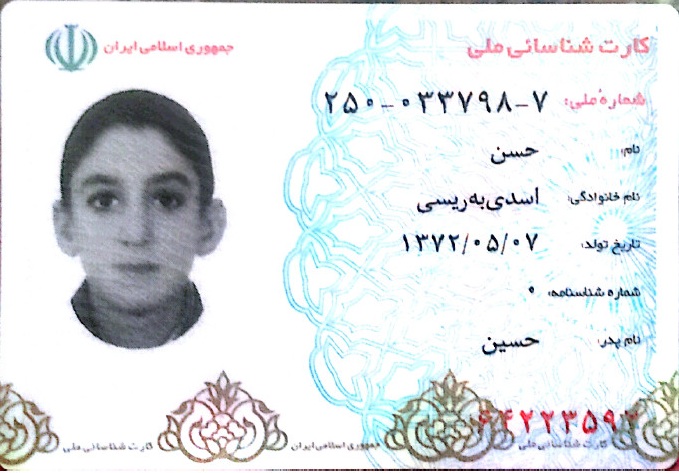 جمهوری اسلامی ایران
کارت شناسائی ملی
شمارهٔ ملی: ۲۵۰-۰۳۳۷۹۸-۷
نام: حسن
نام خانوادگی: اسدی‌به‌ریسی
تاریخ تولد: ۱۳۷۲/۰۵/۰۷
شماره شناسنامه: ۰
نام پدر: حسین
کارت شناسائی ملی جمهوری اسلامی ایران کارت شناسائی ملی